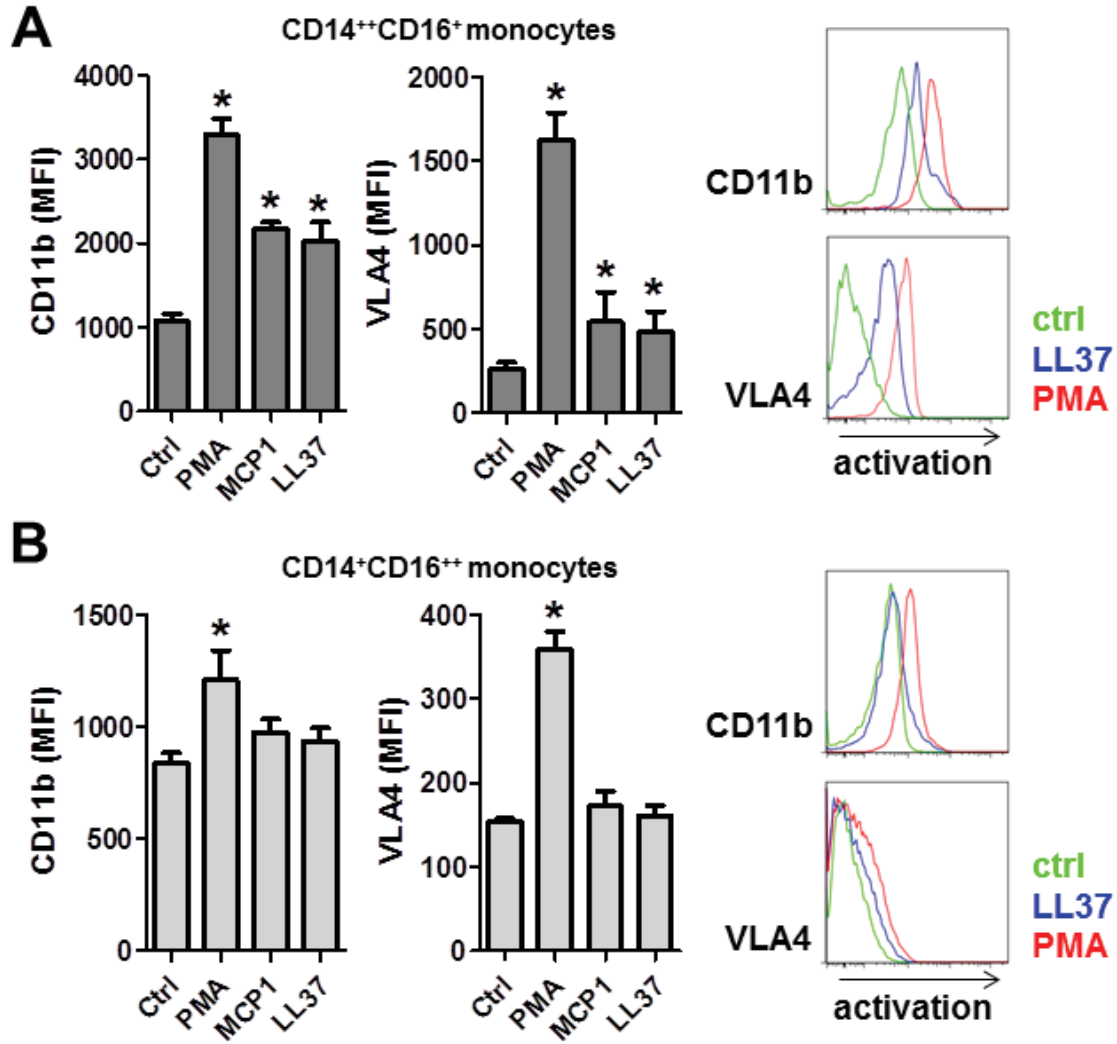 A
CD14++CD16+ monocytes
CD11b (MFI)
4000
3000
2000
1000
0
* * *
Ctrl PMA MCP1 LL37
VLA4 (MFI)
2000
1500
1000
500
0
* * *
Ctrl PMA MCP1 LL37
CD11b
VLA4
activation
ctrl
LL37
PMA
B
CD14+CD16++ monocytes
CD11b (MFI)
1500
1000
500
0
*
Ctrl PMA MCP1 LL37
VLA4 (MFI)
400
300
200
100
0
*
Ctrl PMA MCP1 LL37
CD11b
VLA4
activation
ctrl
LL37
PMA